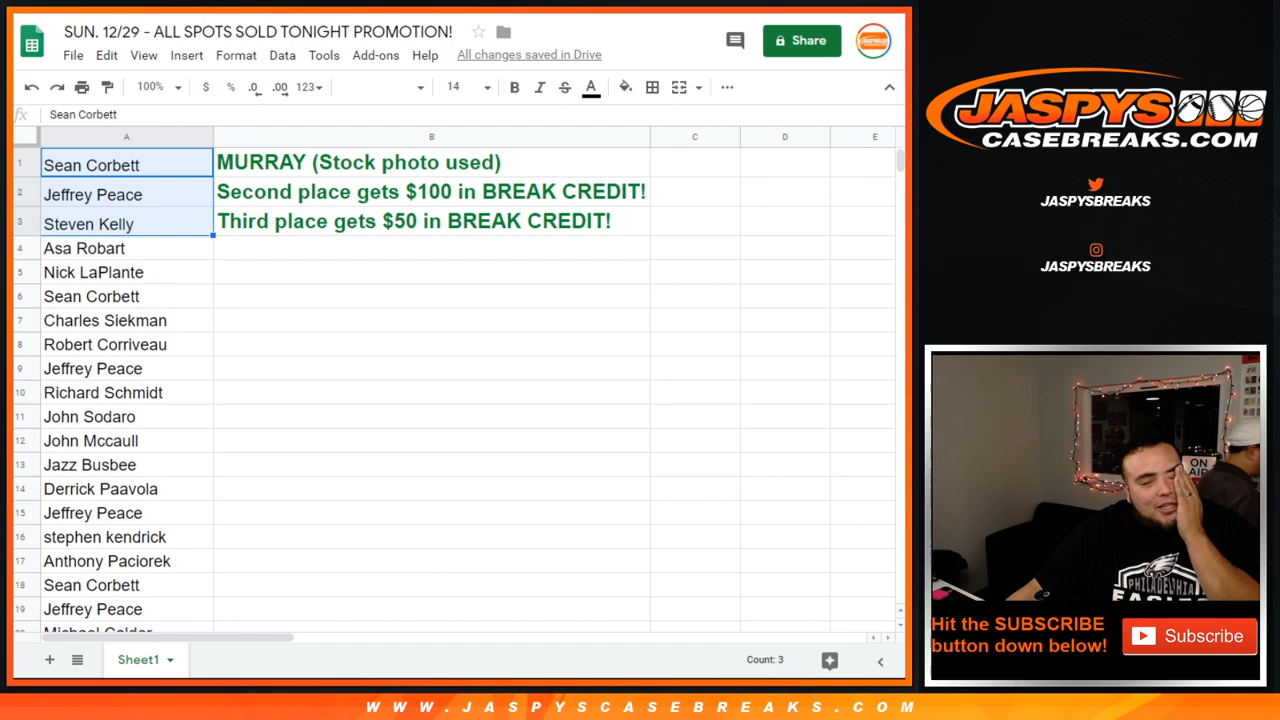 SUN. 12/29 - ALL SPOTS SOLD TONIGHT PROMOTION!
File Edit View Insert Format Data Tools Add-ons Help All changes saved in Drive
Share
100% $ % .0 .00 123 14 B I S A
fx Sean Corbett
A B C D E
1 Sean Corbett MURRAY (Stock photo used)
2 Jeffrey Peace Second place gets $100 in BREAK CREDIT!
3 Steven Kelly Third place gets $50 in BREAK CREDIT!
4 Asa Robart
5 Nick LaPlante
6 Sean Corbett
7 Charles Siekman
8 Robert Corriveau
9 Jeffrey Peace
10 Richard Schmidt
11 John Sodaro
12 John Mccaull
13 Jazz Busbee
14 Derrick Paavola
15 Jeffrey Peace
16 stephen kendrick
17 Anthony Paciorek
18 Sean Corbett
19 Jeffrey Peace
Sheet1
Count: 3
JASPYS
CASEBREAKS.COM
JASPYSBREAKS
JASPYSBREAKS
ON
AIR
PHILADELPHIA
EAGLES
Hit the SUBSCRIBE
button down below!
Subscribe
WWW.JASPYSCASEBREAKS.COM